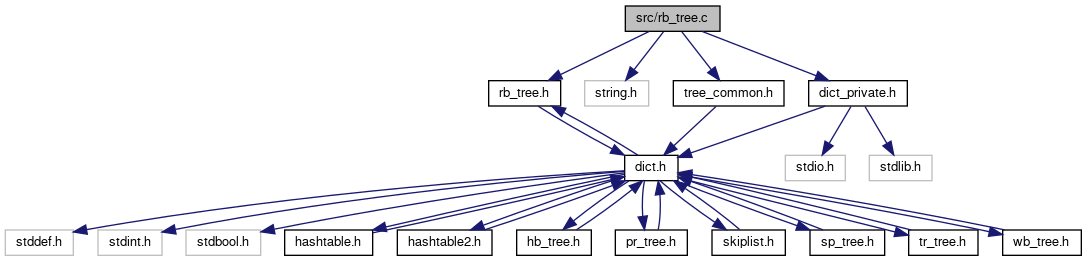 src/rb_tree.c
rb_tree.h
string.h
tree_common.h
dict_private.h
dict.h
stdio.h
stdlib.h
stddef.h
stdint.h
stdbool.h
hashtable.h
hashtable2.h
hb_tree.h
pr_tree.h
skiplist.h
sp_tree.h
tr_tree.h
wb_tree.h